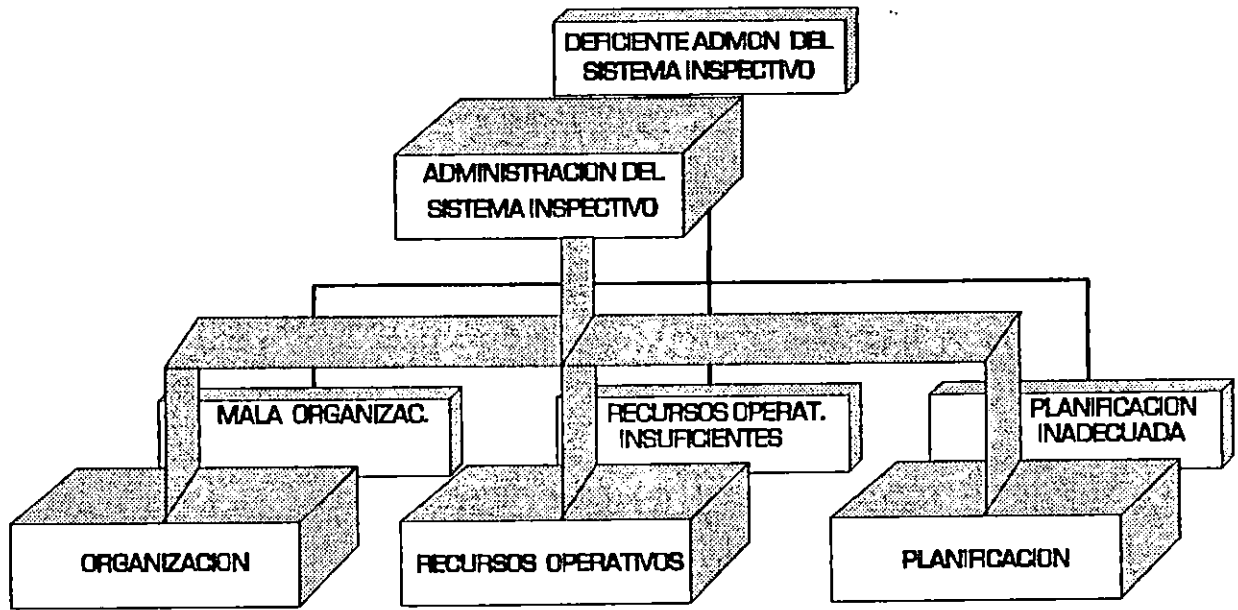 DEFICIENTE ADMON DEL
SISTEMA INSPECTIVO
ADMINISTRACION DEL
SISTEMA INSPECTIVO
MALA ORGANIZAC.
RECURSOS OPERAT.
INSUFICIENTES
PLANIFICACION
INADECUADA
ORGANIZACION
RECURSOS OPERATIVOS
PLANIFICACION